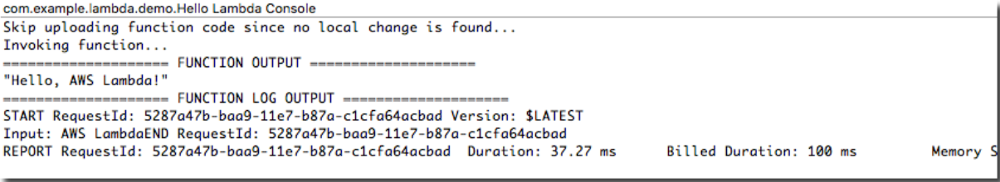 com.example.lambda.demo.Hello Lambda Console
Skip uploading function code since no local change is found...
Invoking function...
==================== FUNCTION OUTPUT ====================
"Hello, AWS Lambda!"
==================== FUNCTION LOG OUTPUT ====================
START RequestId: 5287a47b-baa9-11e7-b87a-c1cfa64acbad Version: $LATEST
Input: AWS LambdaEND RequestId: 5287a47b-baa9-11e7-b87a-c1cfa64acbad
REPORT RequestId: 5287a47b-baa9-11e7-b87a-c1cfa64acbad Duration: 37.27 ms Billed Duration: 100 ms Memory S